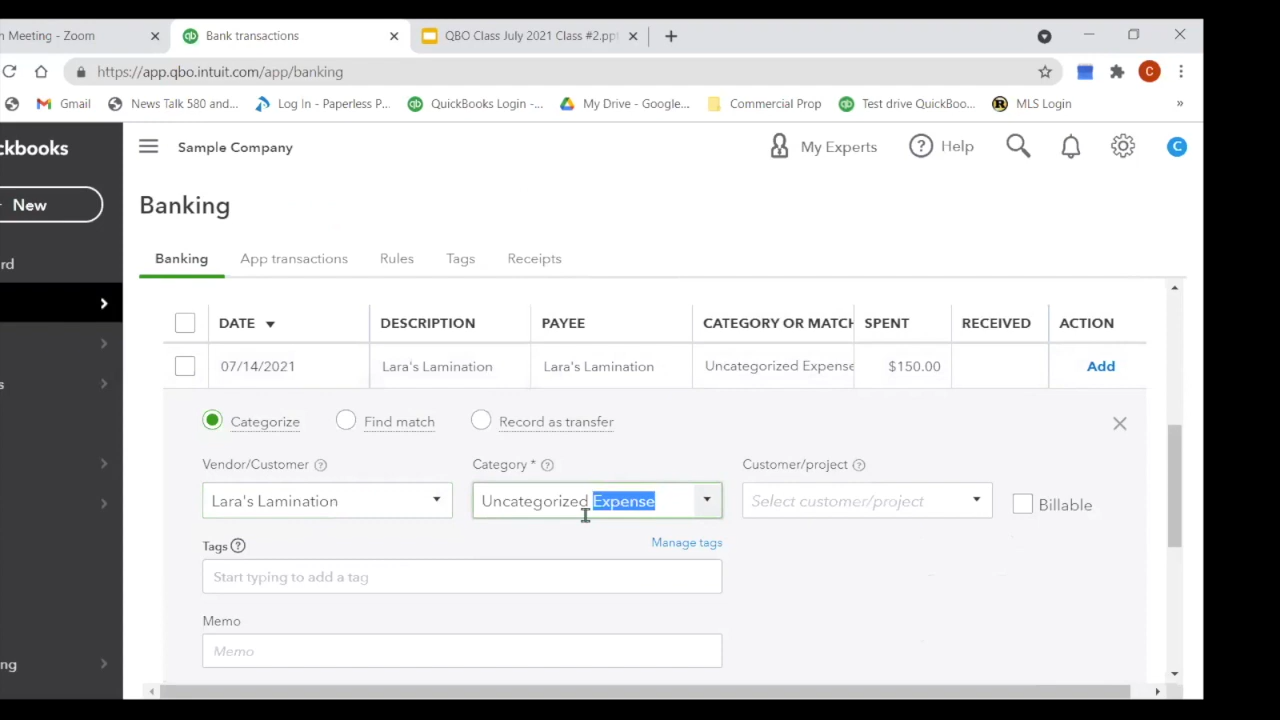 n Meeting - Zoom
Bank transactions
QBO Class July 2021 Class #2.ppt
https://app.qbo.intuit.com/app/banking
C
Gmail
News Talk 580 and...
Log In - Paperless P...
QuickBooks Login -...
My Drive - Google...
Commercial Prop
Test drive QuickBoo...
R
MLS Login
»
ckbooks
Sample Company
My Experts
? Help
C
New
Banking
rd
Banking
App transactions
Rules
Tags
Receipts
DATE
DESCRIPTION
PAYEE
CATEGORY OR MATCH
SPENT
RECEIVED
ACTION
07/14/2021
Lara's Lamination
Lara's Lamination
Uncategorized Expense
$150.00
Add
s
Categorize
Find match
Record as transfer
Vendor/Customer ?
Category * ?
Customer/project ?
Lara's Lamination
Uncategorized Expense
Select customer/project
Billable
Tags ?
Manage tags
Start typing to add a tag
Memo
Memo
ng